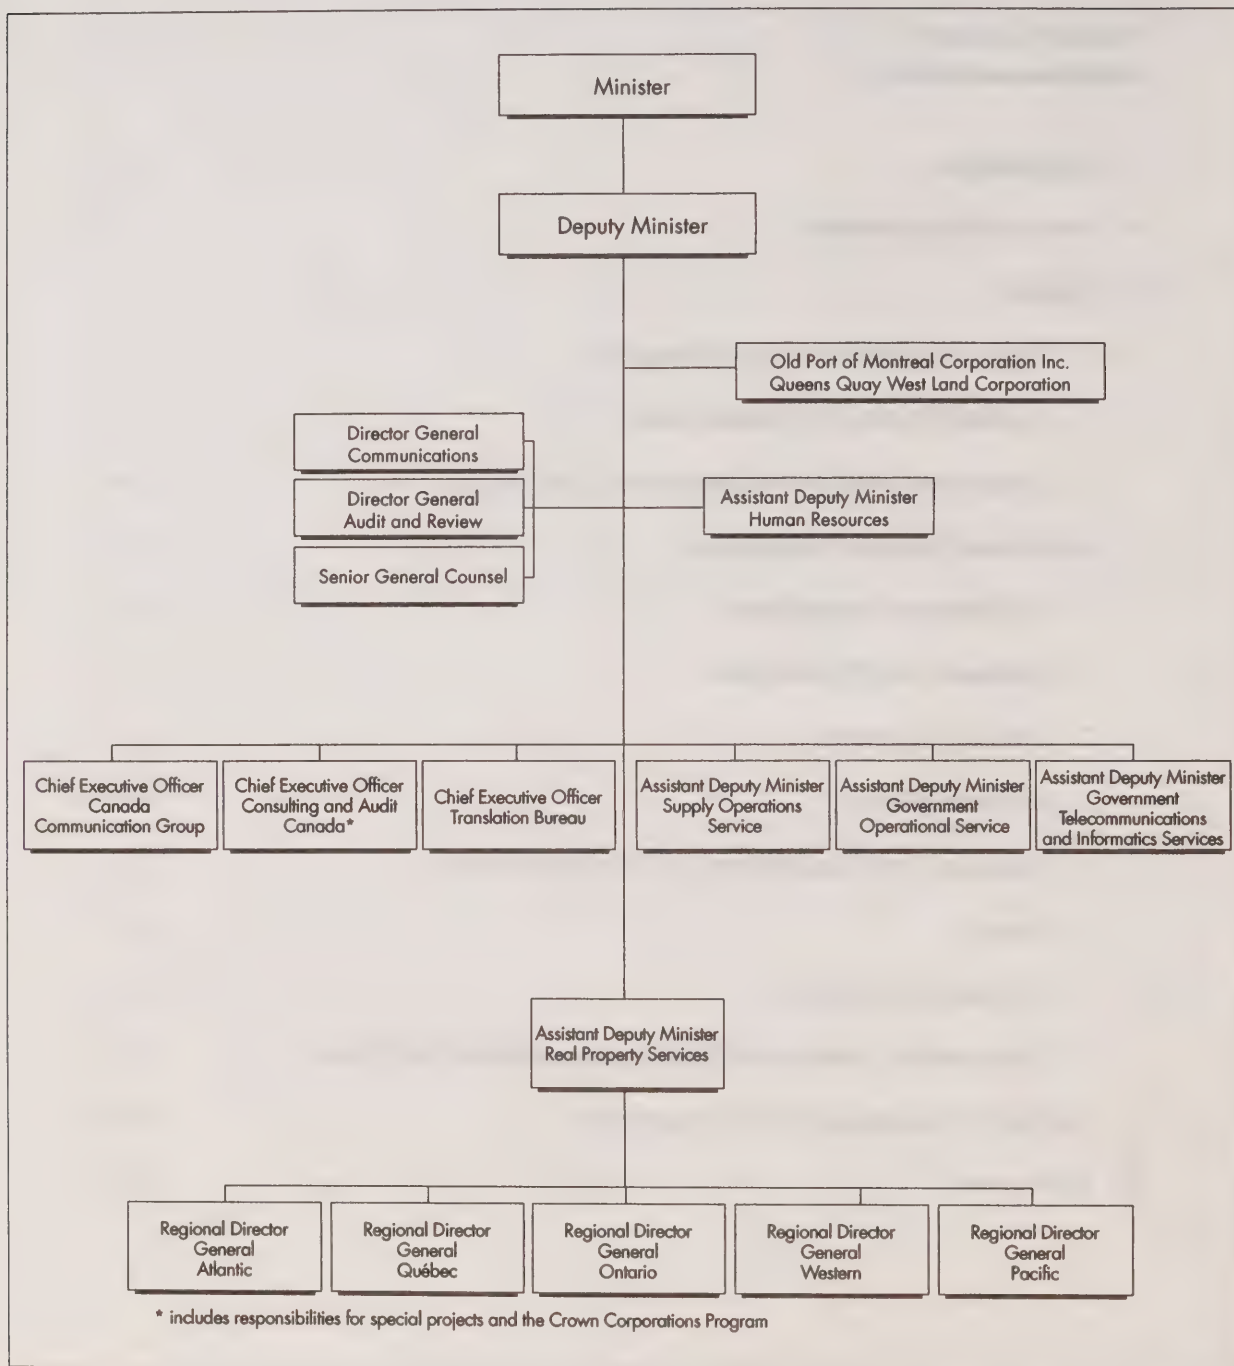 Minister
Deputy Minister
Old Port of Montreal Corporation Inc.
Queens Quay West Land Corporation
Director General
Communications
Director General
Audit and Review
Senior General Counsel
Assistant Deputy Minister
Human Resources
Chief Executive Officer
Canada
Communication Group
Chief Executive Officer
Consulting and Audit
Canada*
Chief Executive Officer
Translation Bureau
Assistant Deputy Minister
Supply Operations
Service
Assistant Deputy Minister
Government
Operational Service
Assistant Deputy Minister
Government
Telecommunications
and Informatics Services
Assistant Deputy Minister
Real Property Services
Regional Director
General
Atlantic
Regional Director
General
Québec
Regional Director
General
Ontario
Regional Director
General
Western
Regional Director
General
Pacific
* includes responsibilities for special projects and the Crown Corporations Program